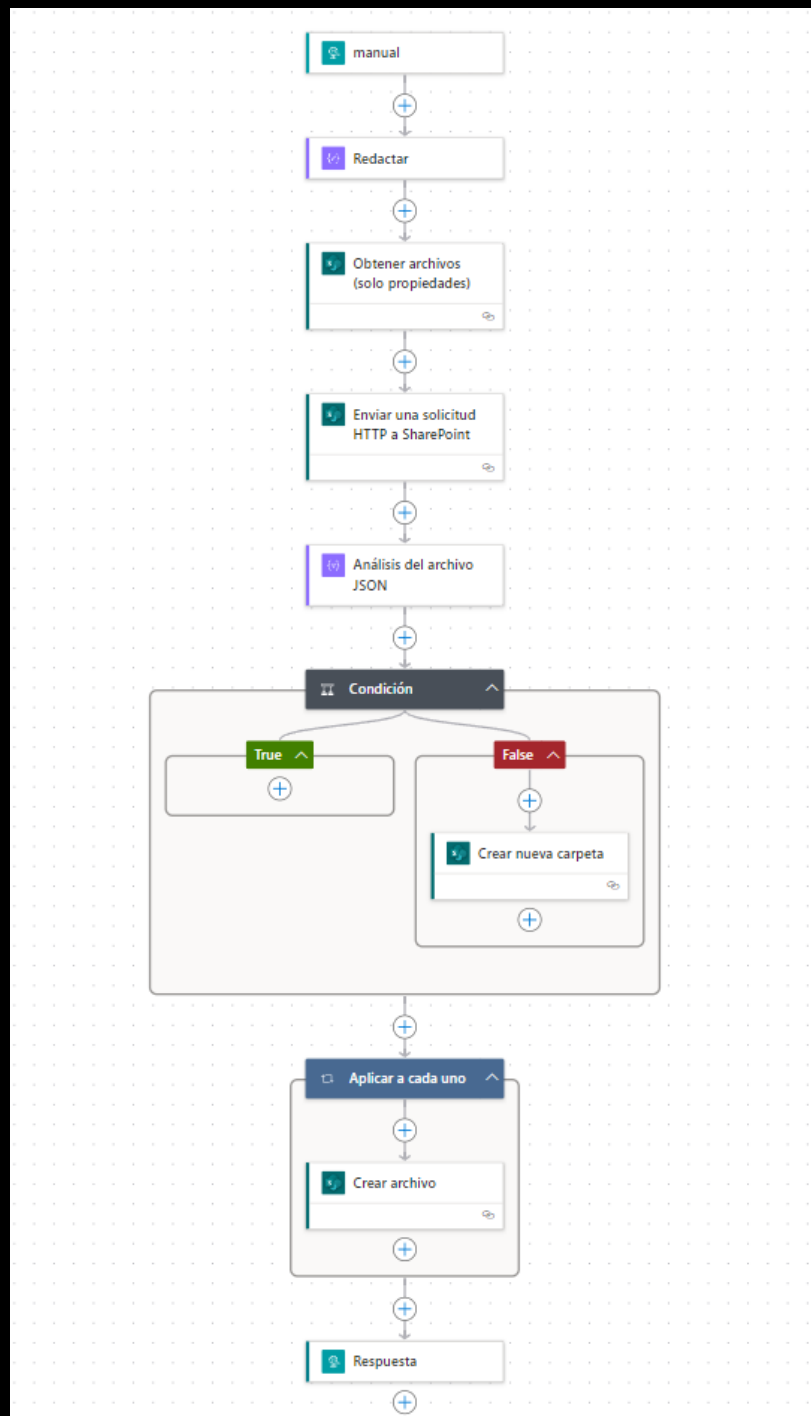 manual
Redactar
Obtener archivos
(solo propiedades)
Enviar una solicitud
HTTP a SharePoint
Análisis del archivo
JSON
Condición
True
False
Crear nueva carpeta
Aplicar a cada uno
Crear archivo
Respuesta